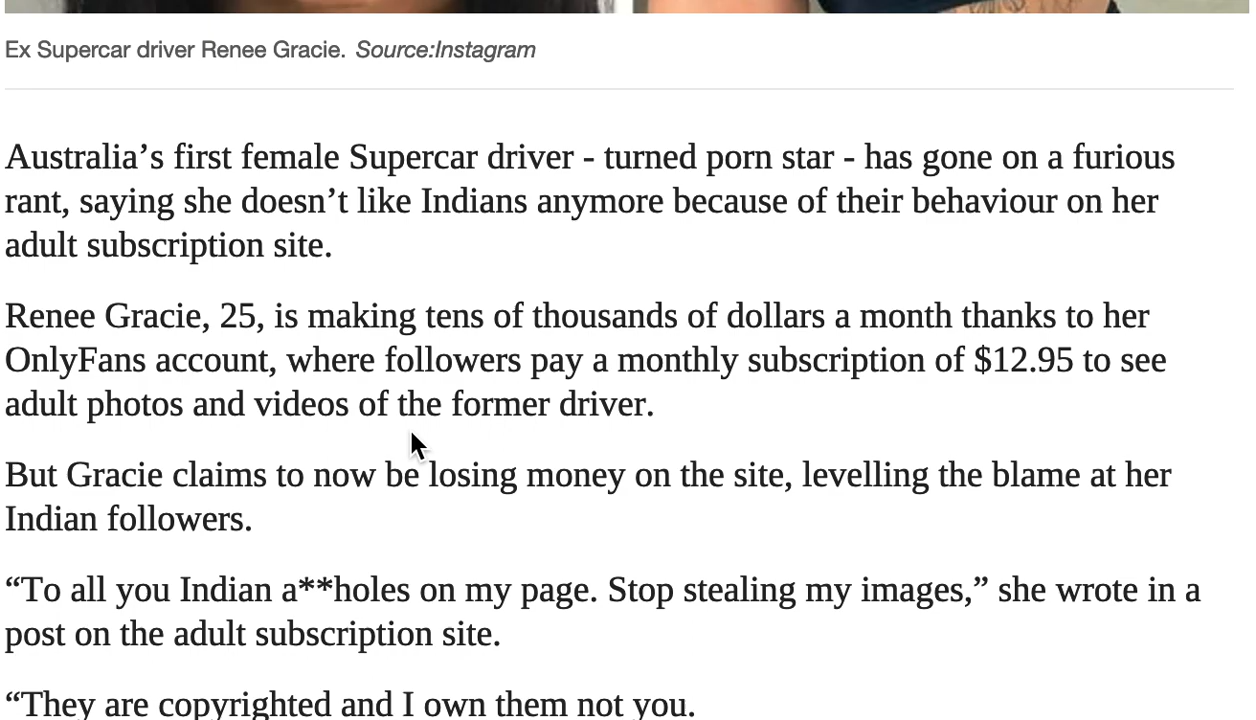 Ex Supercar driver Renee Gracie. Source:Instagram
Australia’s first female Supercar driver - turned porn star - has gone on a furious
rant, saying she doesn’t like Indians anymore because of their behaviour on her
adult subscription site.
Renee Gracie, 25, is making tens of thousands of dollars a month thanks to her
OnlyFans account, where followers pay a monthly subscription of $12.95 to see
adult photos and videos of the former driver.
But Gracie claims to now be losing money on the site, levelling the blame at her
Indian followers.
“To all you Indian a**holes on my page. Stop stealing my images,” she wrote in a
post on the adult subscription site.
“They are copyrighted and I own them not you.